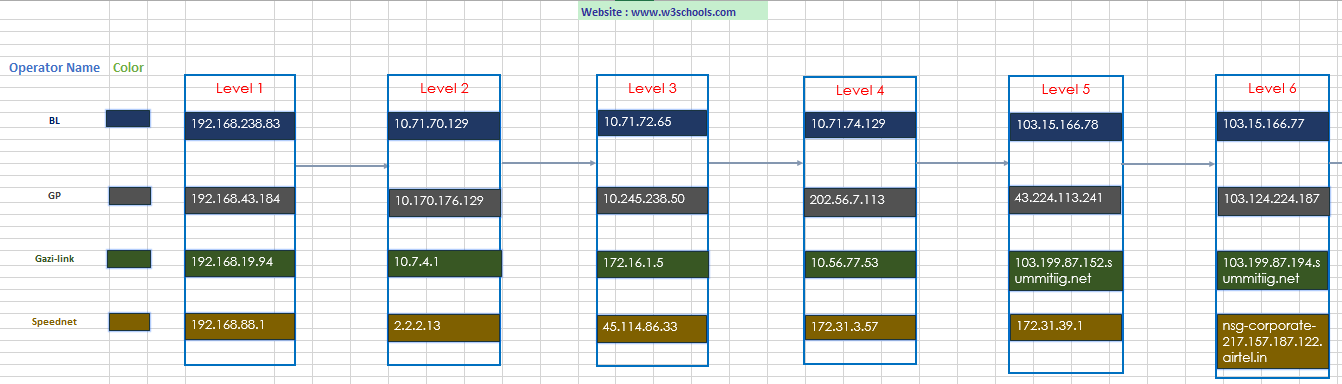 Website : www.w3schools.com
Operator Name Color
Level 1 Level 2 Level 3 Level 4 Level 5 Level 6
BL 192.168.238.83 10.71.70.129 10.71.72.65 10.71.74.129 103.15.166.78 103.15.166.77
GP 192.168.43.184 10.170.176.129 10.245.238.50 202.56.7.113 43.224.113.241 103.124.224.187
Gazi-link 192.168.19.94 10.7.4.1 172.16.1.5 10.56.77.53 103.199.87.152.s 103.199.87.194.s
ummitiig.net ummitiig.net
Speednet 192.168.88.1 2.2.2.13 45.114.86.33 172.31.3.57 172.31.39.1 nsg-corporate-
217.157.187.122.
airtel.in